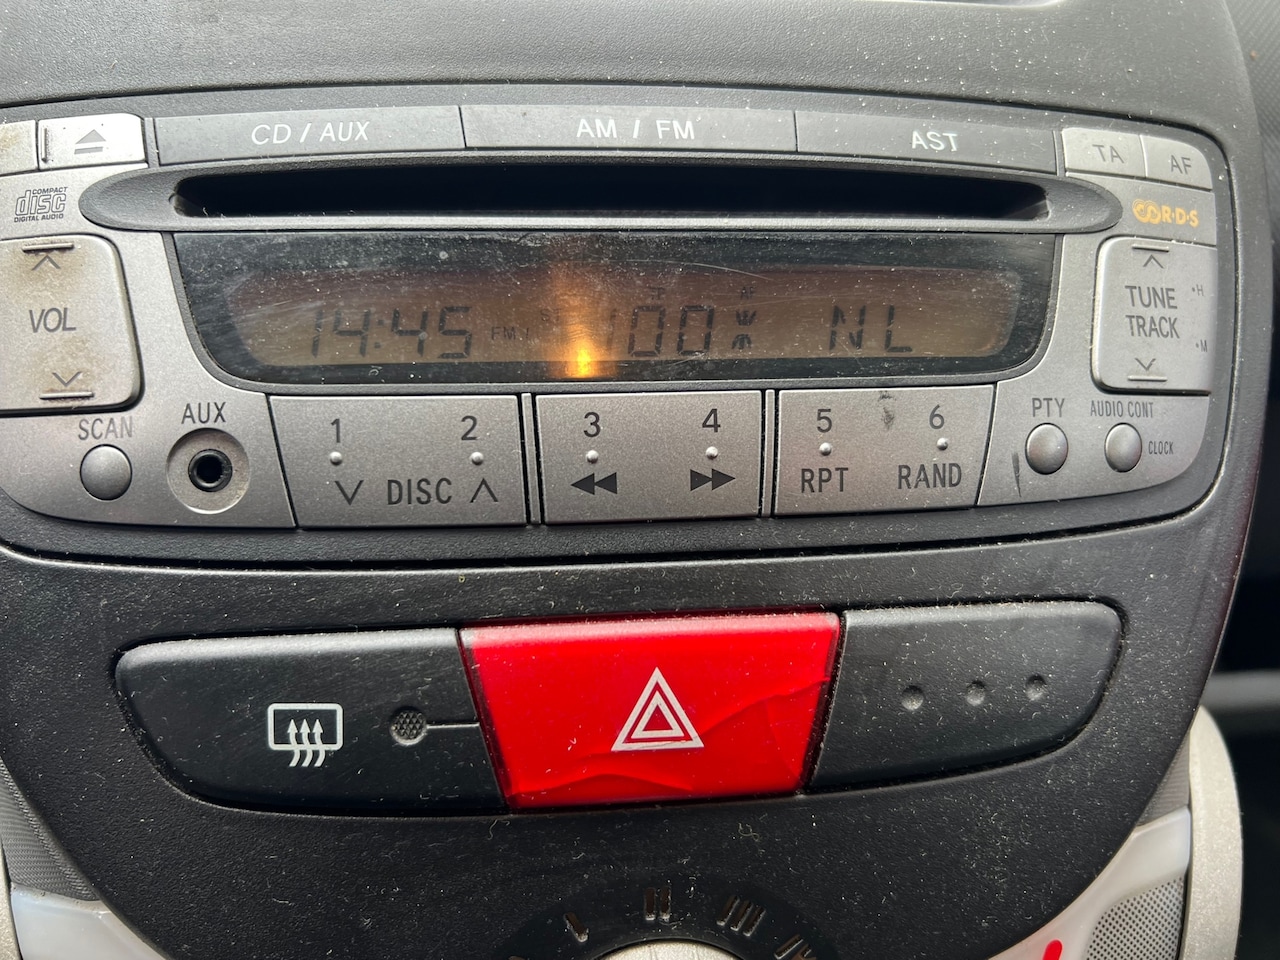 CD / AUX
AM / FM
AST
TA
AF
COMPACT
disc
DIGITAL AUDIO
R·D·S
VOL
14:45
FM
100% NL
TUNE
TRACK
·H
·M
SCAN
AUX
1
2
DISC
3
4
5
RPT
6
RAND
PTY
AUDIO CONT
CLOCK